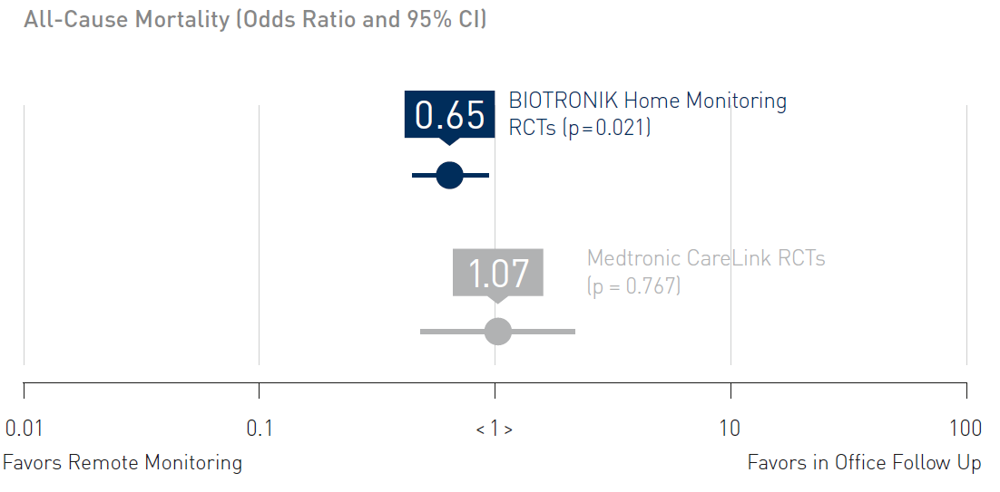 All-Cause Mortality (Odds Ratio and 95% CI)
0.65
BIOTRONIK Home Monitoring
RCTs (p=0.021)
1.07
Medtronic CareLink RCTs
(p = 0.767)
0.01
0.1
< 1 >
10
100
Favors Remote Monitoring
Favors in Office Follow Up